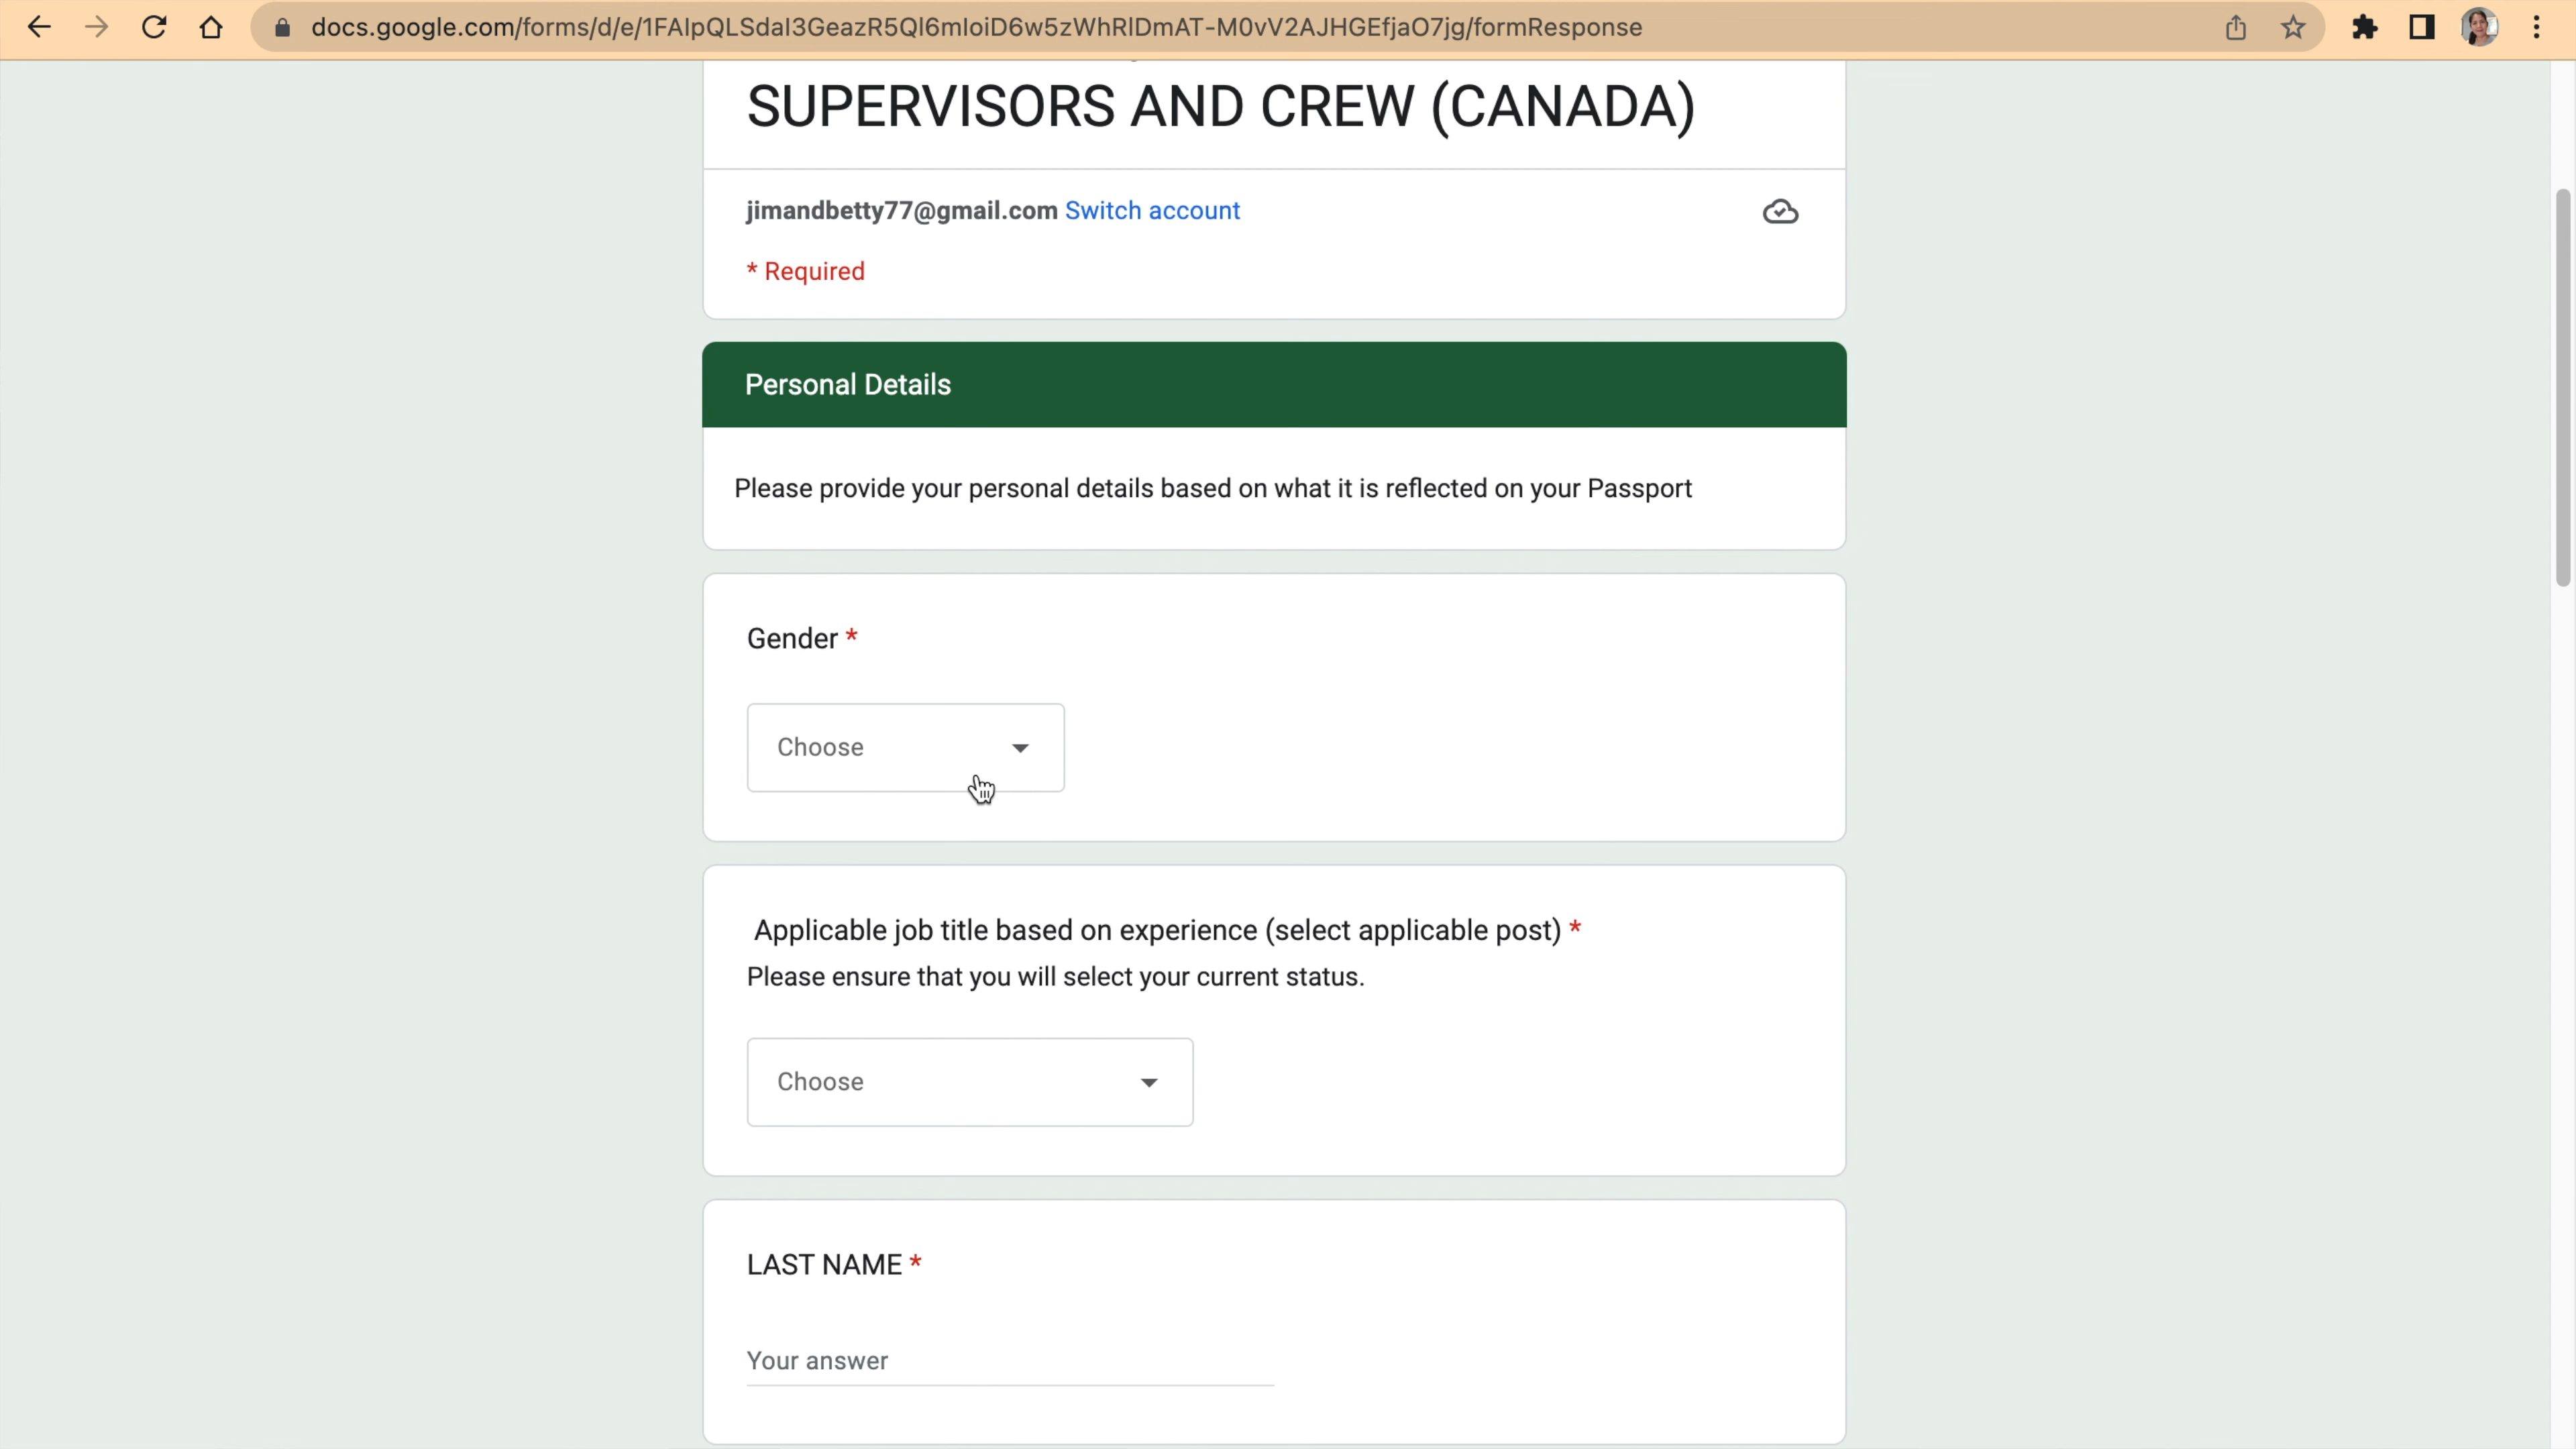 docs.google.com/forms/d/e/1FAIpQLSdaI3GeazR5QI6mIoiD6w5zWhRIDmAT-M0vV2AJHGEfjaO7jg/formResponse
SUPERVISORS AND CREW (CANADA)
jimandbetty77@gmail.com Switch account
* Required
Personal Details
Please provide your personal details based on what it is reflected on your Passport
Gender *
Choose
Applicable job title based on experience (select applicable post) *
Please ensure that you will select your current status.
Choose
LAST NAME *
Your answer